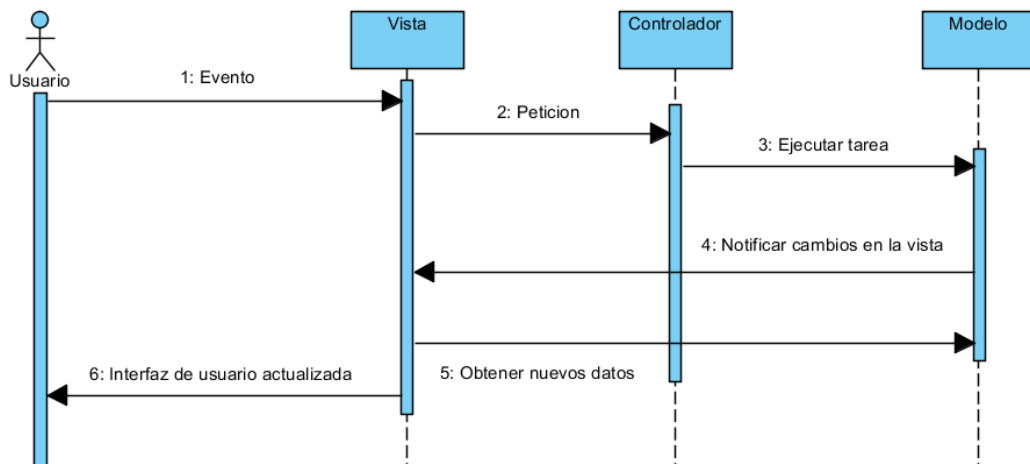 Vista
Controlador
Modelo
Usuario
1: Evento
2: Peticion
3: Ejecutar tarea
4: Notificar cambios en la vista
5: Obtener nuevos datos
6: Interfaz de usuario actualizada